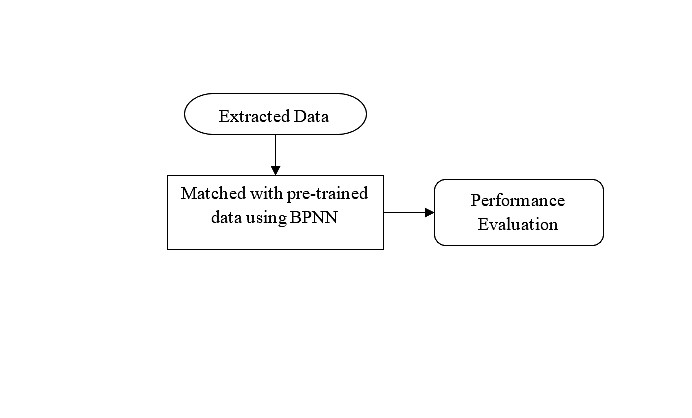 Extracted Data
Matched with pre-trained
data using BPNN
Performance
Evaluation